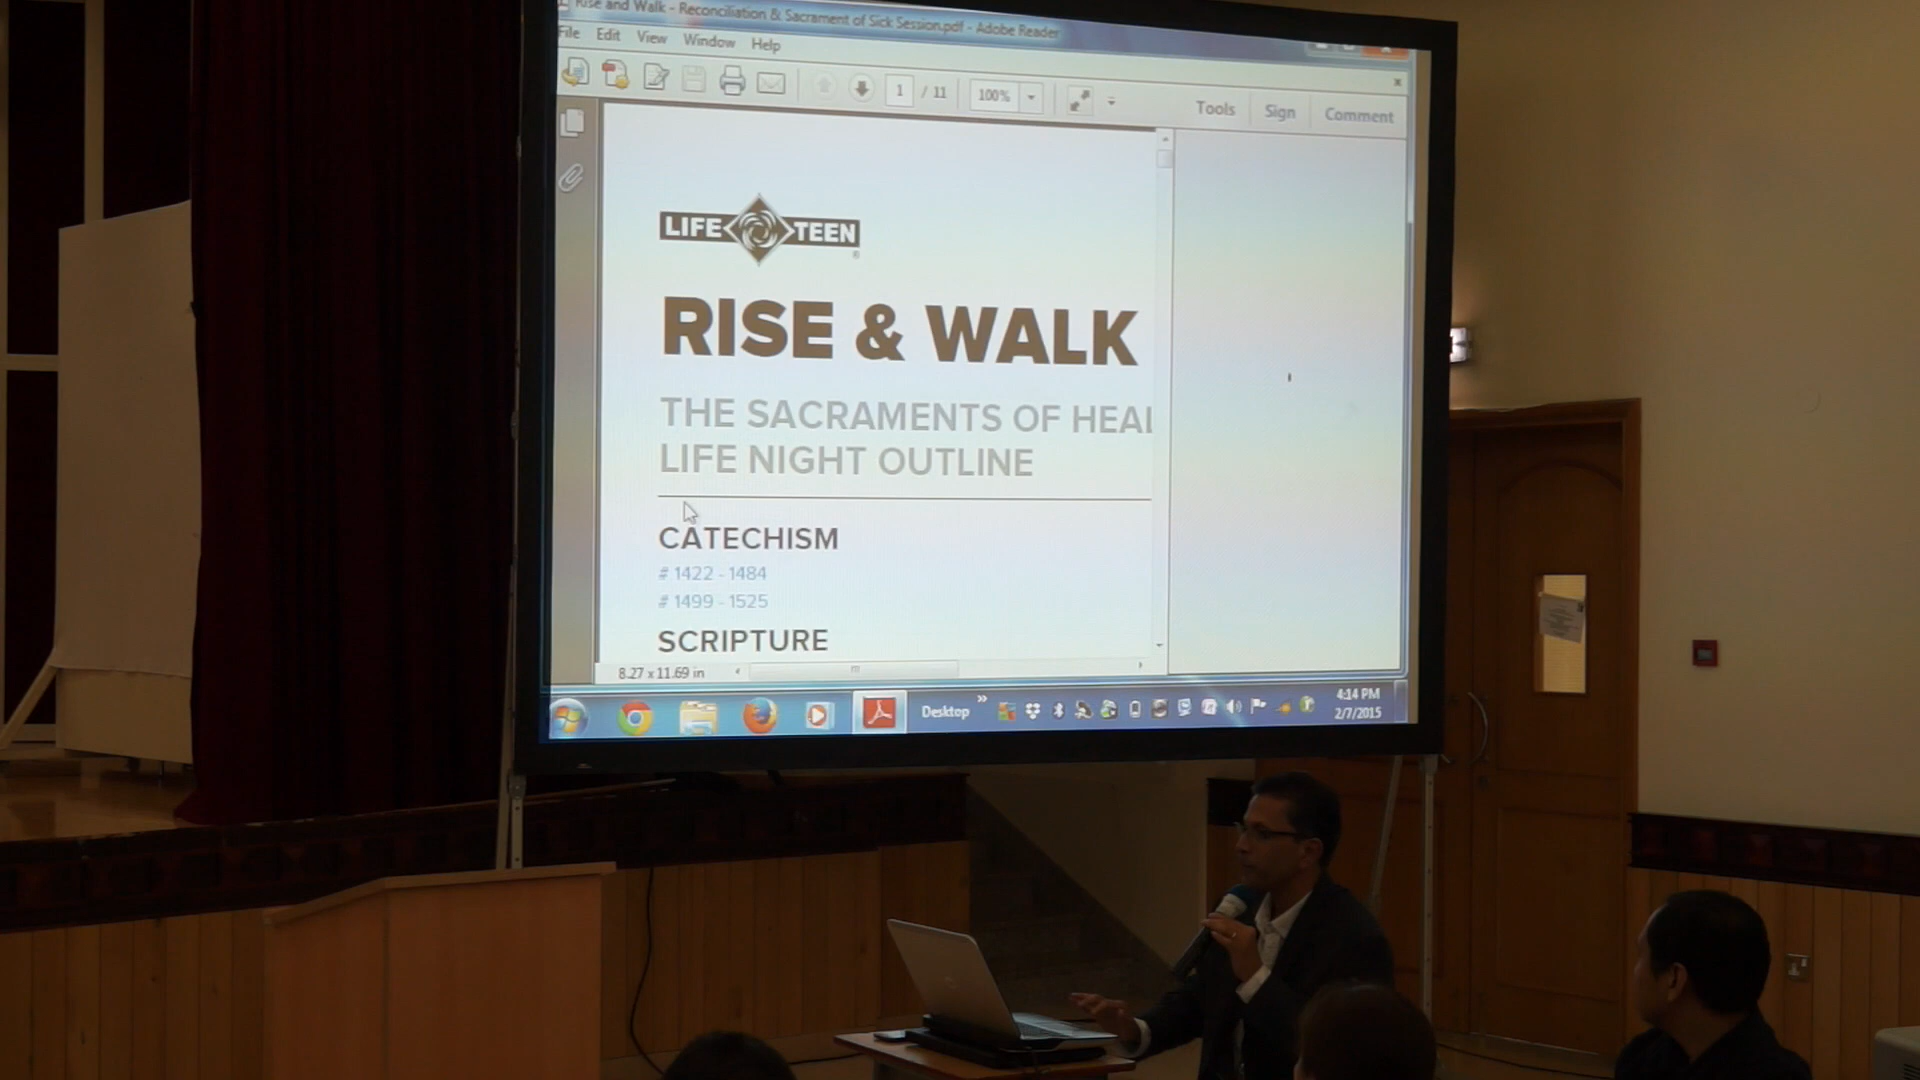 Rise and Walk - Reconciliation & Sacrament of Sick Session.pdf - Adobe Reader
File Edit View Window Help
1 / 11 100% Tools Sign Comment
LIFE TEEN ®
RISE & WALK
THE SACRAMENTS OF HEAL
LIFE NIGHT OUTLINE
CATECHISM
# 1422 - 1484
# 1499 - 1525
SCRIPTURE
8.27 x 11.69 in
Desktop
4:14 PM
2/7/2015